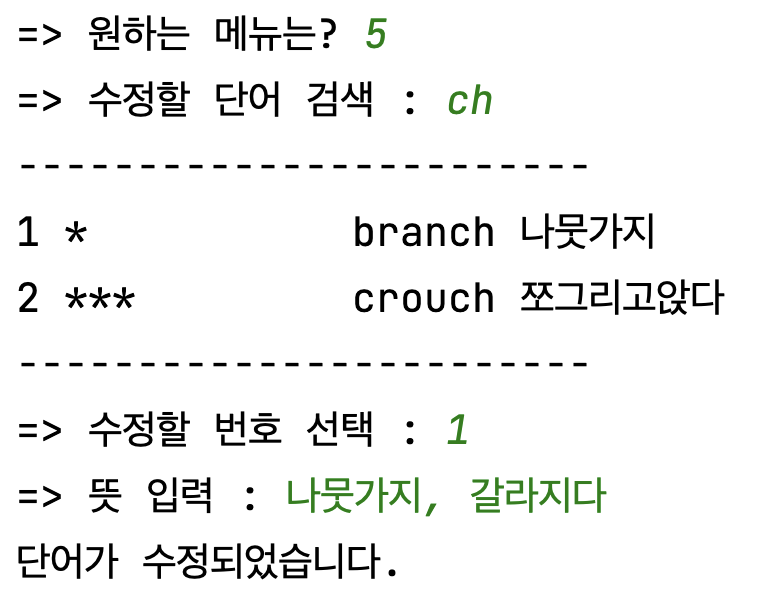 => 원하는 메뉴는? 5
=> 수정할 단어 검색 : ch
------------------------
1 *           branch 나뭇가지
2 ***         crouch 쪼그리고앉다
------------------------
=> 수정할 번호 선택 : 1
=> 뜻 입력 : 나뭇가지, 갈라지다
단어가 수정되었습니다.